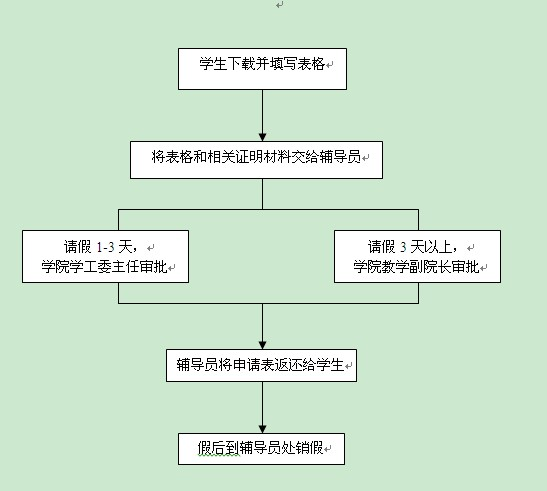 学生下载并填写表格
将表格和相关证明材料交给辅导员
请假 1-3 天，
学院学工委主任审批
请假 3 天以上，
学院教学副院长审批
辅导员将申请表返还给学生
假后到辅导员处销假